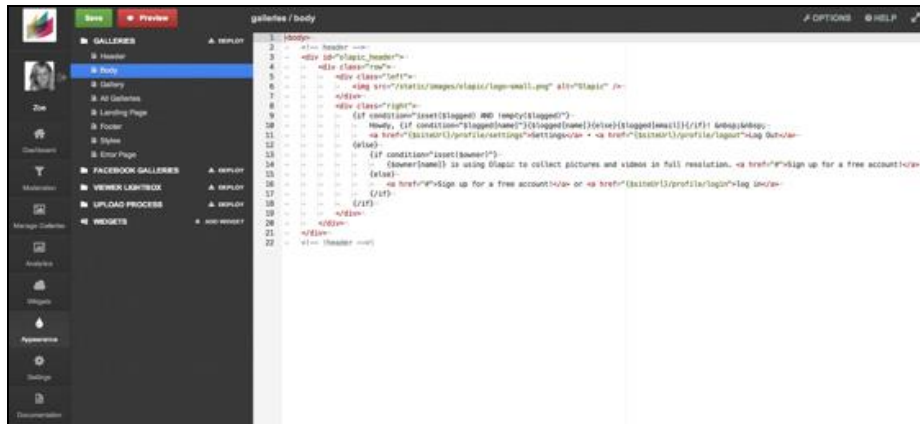 Save
Preview
galleries / body
OPTIONS
HELP
Zoe
Dashboard
Moderation
Manage Galleries
Analytics
Widgets
Appearance
Settings
Documentation
GALLERIES
DEPLOY
Header
Body
Gallery
All Galleries
Landing Page
Footer
Styles
Error Page
FACEBOOK GALLERIES
DEPLOY
VIEWER LIGHTBOX
DEPLOY
UPLOAD PROCESS
DEPLOY
WIDGETS
ADD WIDGET
1 <body>
2 <!-- header -->
3 <div id="olapic_header">
4 <div class="row">
5 <div class="left">
6 <img src="/static/images/olapic/logo-small.png" alt="Olapic" />
7 </div>
8 <div class="right">
9 {if condition="isset($logged) AND !empty($logged)"}
10 Howdy, {if condition="$logged[name]"}{$logged[name]}{else}{$logged[email]}{/if}! &nbsp;&nbsp;
11 <a href="{$siteUrl}/profile/settings">Settings</a> • <a href="{$siteUrl}/profile/logout">Log Out</a>
12 {else}
13 {if condition="isset($owner)"}
14 {$owner[name]} is using Olapic to collect pictures and videos in full resolution. <a href="#">Sign up for a free account!</a>
15 {else}
16 <a href="#">Sign up for a free account!</a> or <a href="{$siteUrl}/profile/login">log in</a>
17 {/if}
18 {/if}
19 </div>
20 </div>
21 </div>
22 <!-- !header -->